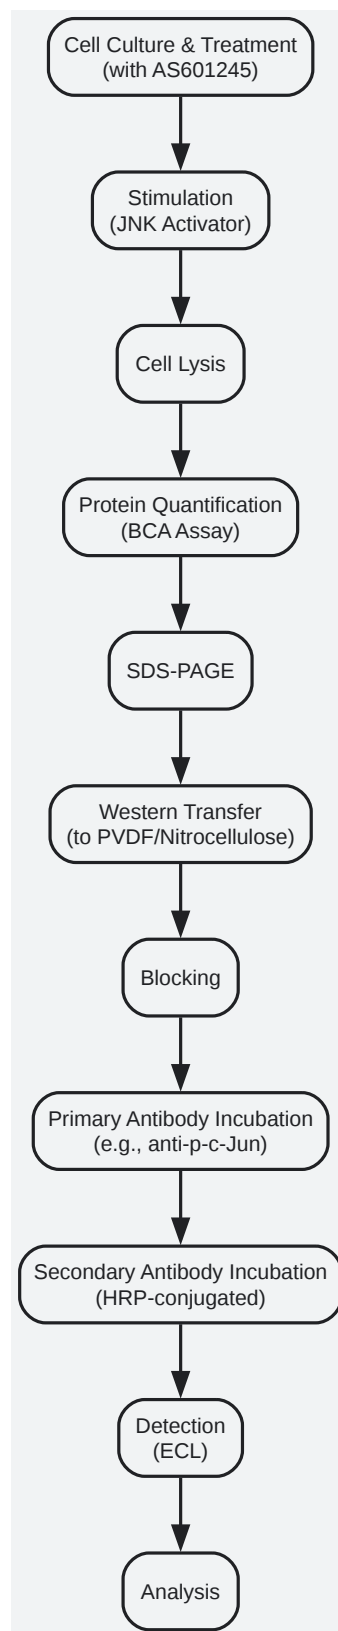 Cell Culture & Treatment
(with AS601245)
Stimulation
(JNK Activator)
Cell Lysis
Protein Quantification
(BCA Assay)
SDS-PAGE
Western Transfer
(to PVDF/Nitrocellulose)
Blocking
Primary Antibody Incubation
(e.g., anti-p-c-Jun)
Secondary Antibody Incubation
(HRP-conjugated)
Detection
(ECL)
Analysis